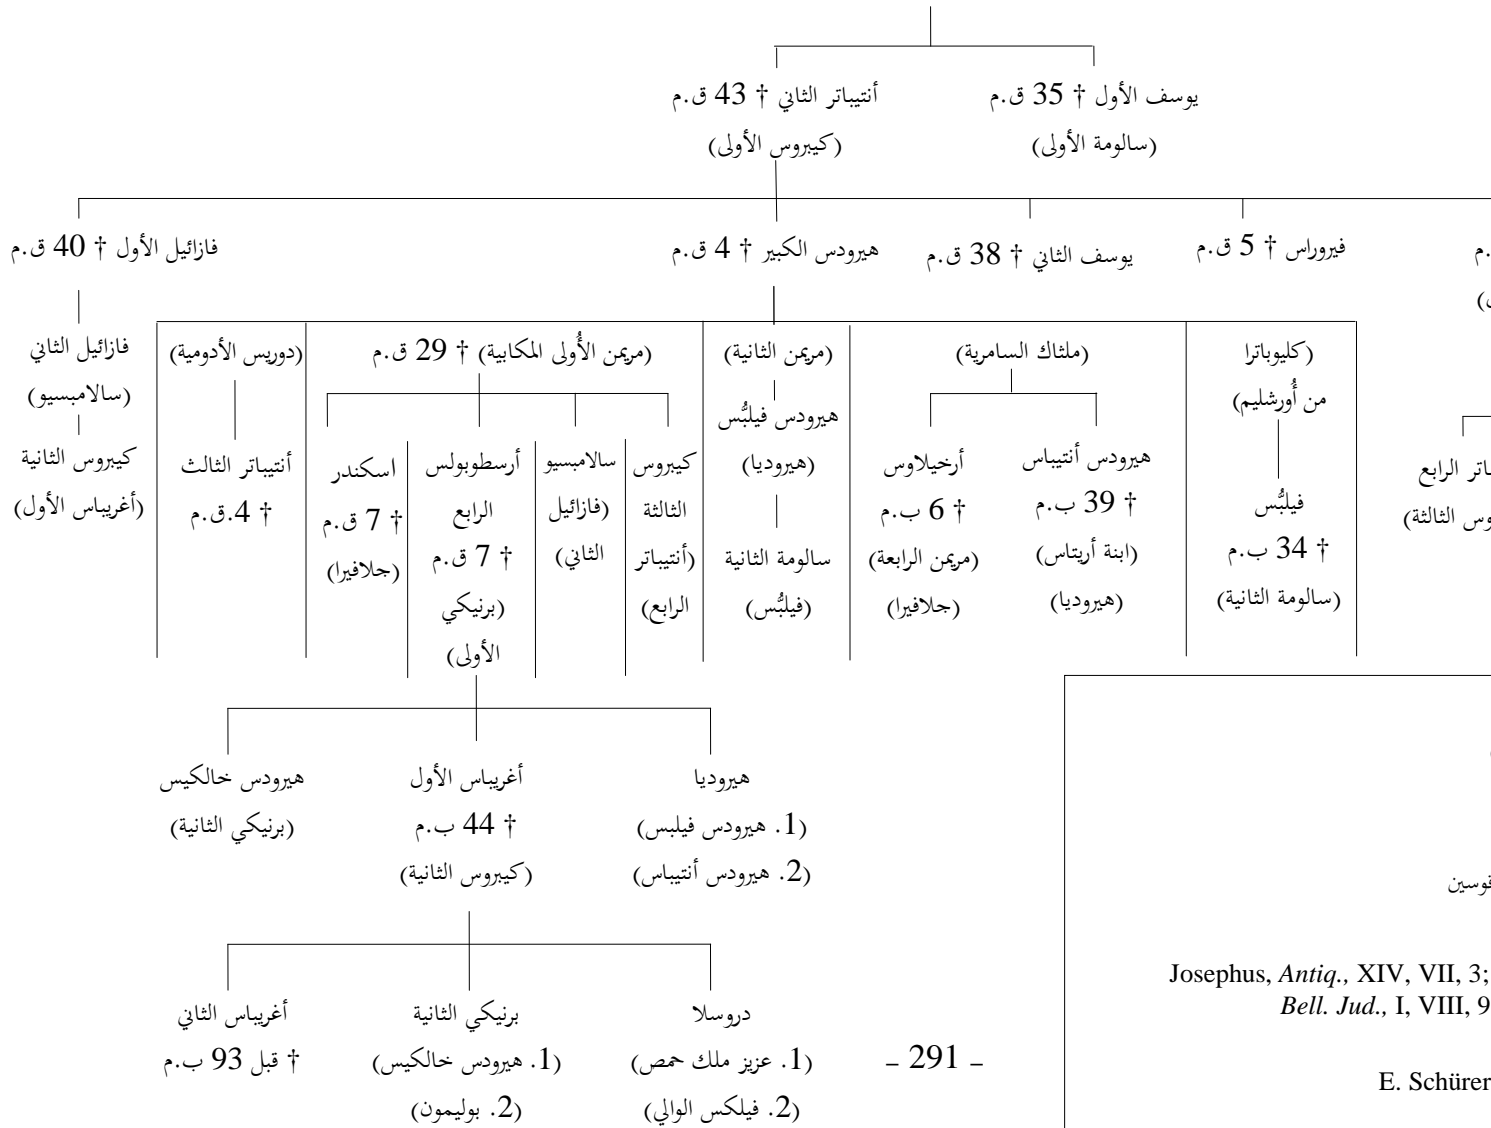 يوسف الأول † 35 ق.م
أنتيباتر الثاني † 43 ق.م
(سالومة الأولى)
(كيبروس الأولى)
فيروراس † 5 ق.م
يوسف الثاني † 38 ق.م
هيرودس الكبير † 4 ق.م
فازائيل الأول † 40 ق.م
(كليوباترا
من أُورشليم)
فيلبُّس
† 34 ب.م
(سالومة الثانية)
(ملثاك السامرية)
هيرودس أنتيباس
† 39 ب.م
(ابنة أريتاس)
(هيروديا)
أرخيلاوس
† 6 ب.م
(مريمن الرابعة)
(جلافيرا)
(مريمن الثانية)
هيرودس فيلبُّس
(هيروديا)
سالومة الثانية
(فيلبُّس)
(مريمن الأُولى المكابية) † 29 ق.م
كيبروس
الثالثة
(أنتيباتر
الرابع)
سالامبسيو
(فازائيل
الثاني)
أرسطوبولس
الرابع
† 7 ق.م
(برنيكي
الأولى)
اسكندر
† 7 ق.م
(جلافيرا)
(دوريس الأدومية)
أنتيباتر الثالث
† 4.ق.م
فازائيل الثاني
(سالامبسيو)
كيبروس الثانية
(أغريباس الأول)
باتر الرابع
وس الثالثة)
هيروديا
(1. هيرودس فيلبس
2. هيرودس أنتيباس)
أغريباس الأول
† 44 ب.م
(كيبروس الثانية)
هيرودس خالكيس
(برنيكي الثانية)
قوسين
دروسلا
(1. عزيز ملك حمص
2. فيلكس الوالي)
برنيكي الثانية
(1. هيرودس خالكيس
2. بوليمون)
أغريباس الثاني
† قبل 93 ب.م
Josephus, Antiq., XIV, VII, 3;
Bell. Jud., I, VIII, 9
E. Schürer
– 291 –